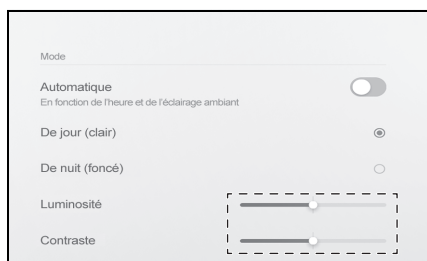 Mode
Automatique
En fonction de l'heure et de l'éclairage ambiant
De jour (clair)
De nuit (foncé)
Luminosité
Contraste